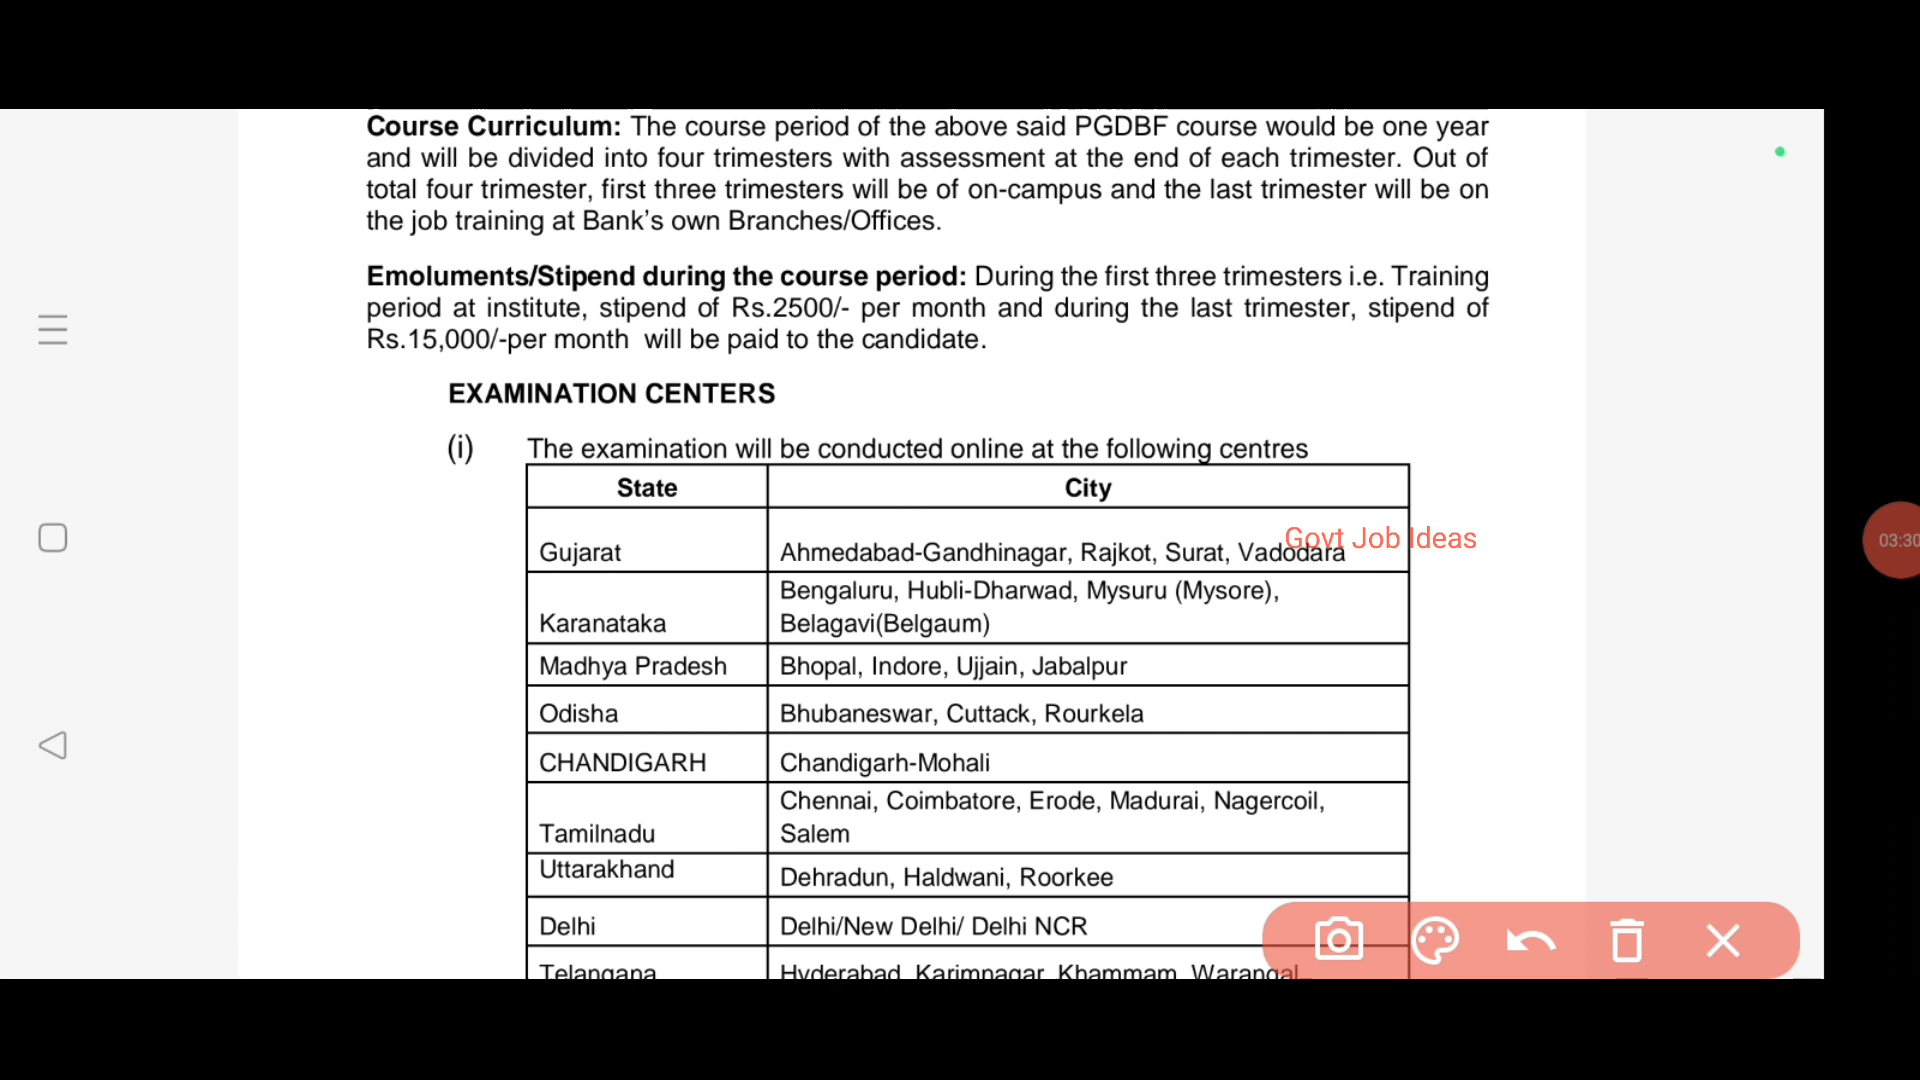 Course Curriculum: The course period of the above said PGDBF course would be one year
and will be divided into four trimesters with assessment at the end of each trimester. Out of
total four trimester, first three trimesters will be of on-campus and the last trimester will be on
the job training at Bank’s own Branches/Offices.
Emoluments/Stipend during the course period: During the first three trimesters i.e. Training
period at institute, stipend of Rs.2500/- per month and during the last trimester, stipend of
Rs.15,000/-per month will be paid to the candidate.
EXAMINATION CENTERS
(i) The examination will be conducted online at the following centres
State City
Govt Job Ideas
Gujarat Ahmedabad-Gandhinagar, Rajkot, Surat, Vadodara
Bengaluru, Hubli-Dharwad, Mysuru (Mysore),
Karanataka Belagavi(Belgaum)
Madhya Pradesh Bhopal, Indore, Ujjain, Jabalpur
Odisha Bhubaneswar, Cuttack, Rourkela
CHANDIGARH Chandigarh-Mohali
Chennai, Coimbatore, Erode, Madurai, Nagercoil,
Tamilnadu Salem
Uttarakhand Dehradun, Haldwani, Roorkee
Delhi Delhi/New Delhi/ Delhi NCR
Telangana Hyderabad, Karimnagar, Khammam, Warangal
03:30